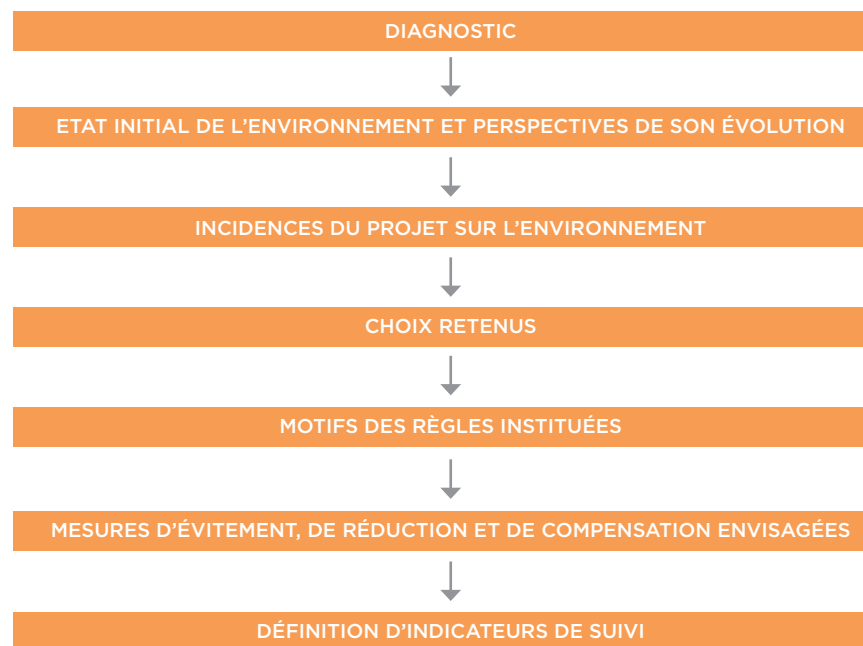 DIAGNOSTIC
ETAT INITIAL DE L'ENVIRONNEMENT ET PERSPECTIVES DE SON ÉVOLUTION
INCIDENCES DU PROJET SUR L'ENVIRONNEMENT
CHOIX RETENUS
MOTIFS DES RÈGLES INSTITUÉES
MESURES D'ÉVITEMENT, DE RÉDUCTION ET DE COMPENSATION ENVISAGÉES
DÉFINITION D'INDICATEURS DE SUIVI